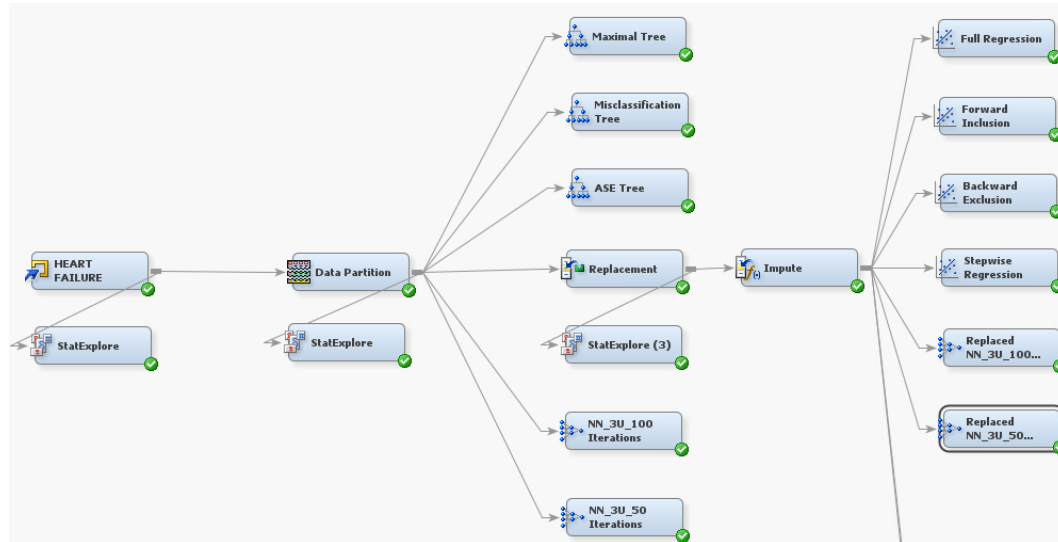 Maximal Tree
Full Regression
Misclassification
Tree
Forward
Inclusion
ASE Tree
Backward
Exclusion
HEART
FAILURE
Data Partition
Replacement
Impute
Stepwise
Regression
StatExplore
StatExplore
StatExplore (3)
Replaced
NN_3U_100...
NN_3U_100
Iterations
Replaced
NN_3U_50...
NN_3U_50
Iterations